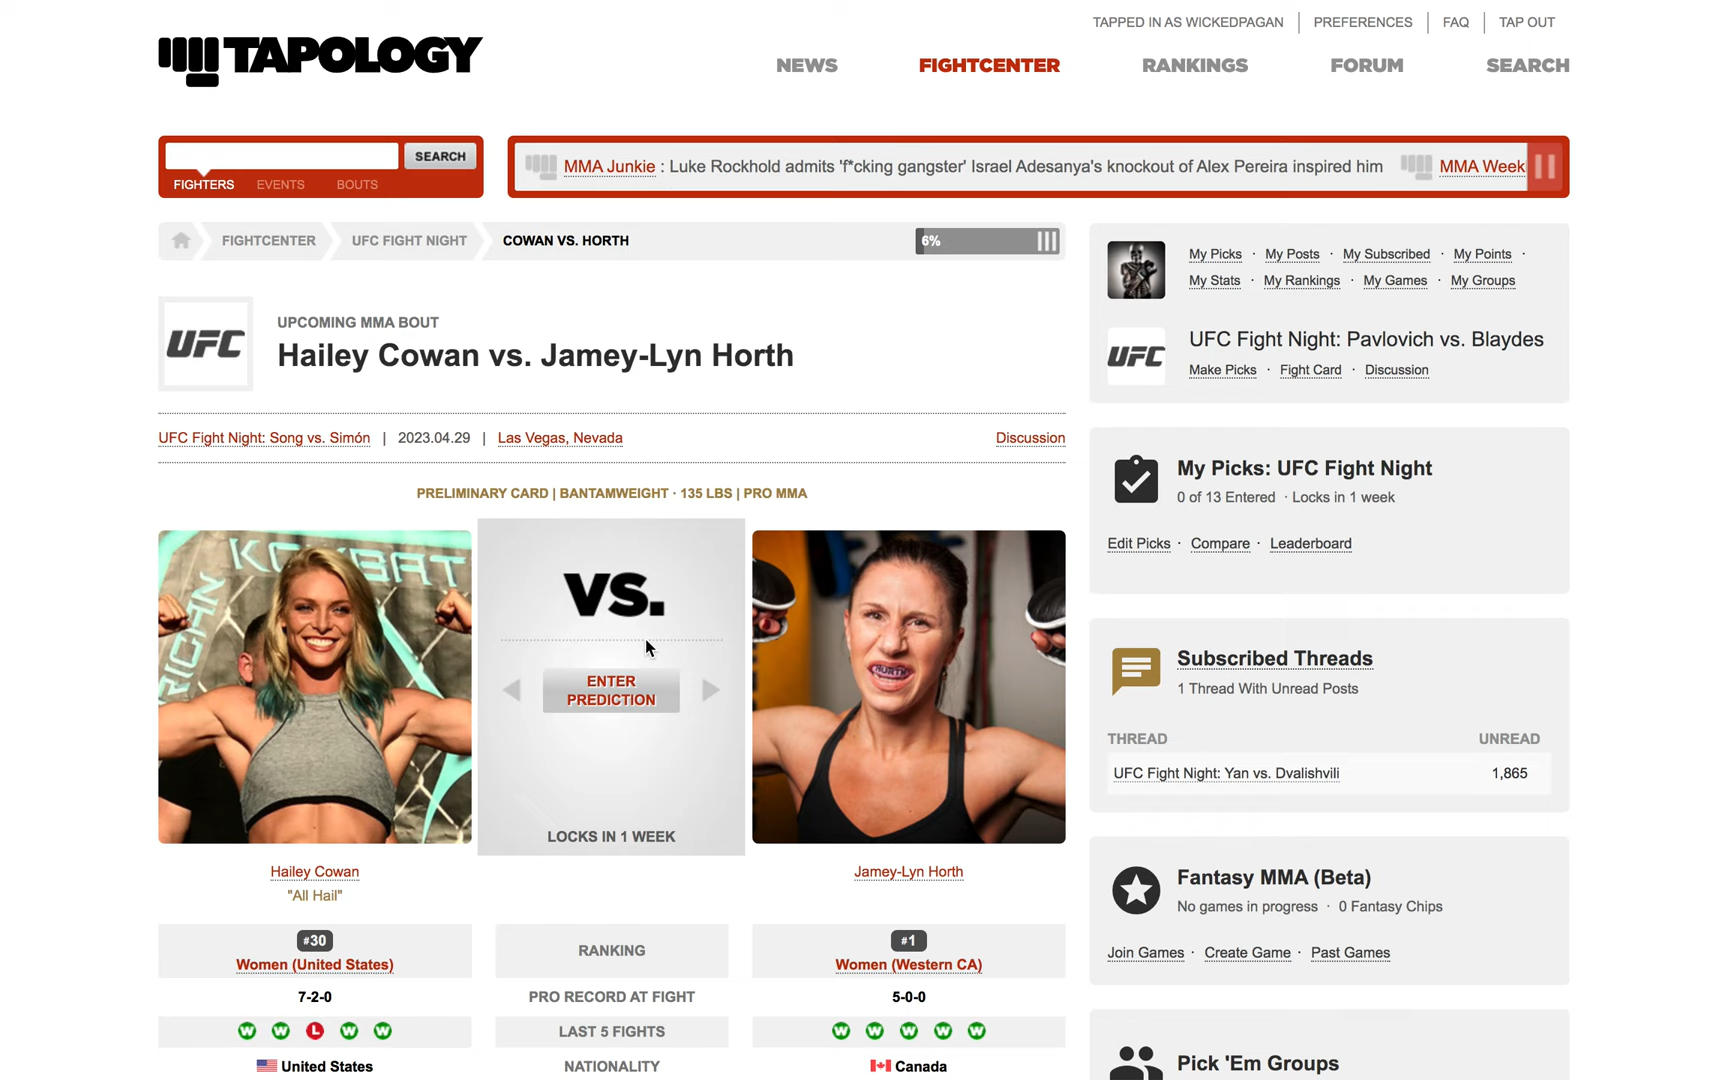 TAPPED IN AS WICKEDPAGAN
PREFERENCES
FAQ
TAP OUT
TAPOLOGY
NEWS
FIGHTCENTER
RANKINGS
FORUM
SEARCH
SEARCH
FIGHTERS
EVENTS
BOUTS
MMA Junkie : Luke Rockhold admits 'f*cking gangster' Israel Adesanya's knockout of Alex Pereira inspired him
MMA Week
FIGHTCENTER
UFC FIGHT NIGHT
COWAN VS. HORTH
6%
UFC
UPCOMING MMA BOUT
Hailey Cowan vs. Jamey-Lyn Horth
UFC Fight Night: Song vs. Simón | 2023.04.29 | Las Vegas, Nevada
Discussion
PRELIMINARY CARD | BANTAMWEIGHT · 135 LBS | PRO MMA
KOMBAT
VS.
ENTER
PREDICTION
LOCKS IN 1 WEEK
Hailey Cowan
"All Hail"
Jamey-Lyn Horth
#30
Women (United States)
RANKING
#1
Women (Western CA)
7-2-0
PRO RECORD AT FIGHT
5-0-0
W W L W W
LAST 5 FIGHTS
W W W W W
United States
NATIONALITY
Canada
My Picks · My Posts · My Subscribed · My Points ·
My Stats · My Rankings · My Games · My Groups
UFC
UFC Fight Night: Pavlovich vs. Blaydes
Make Picks · Fight Card · Discussion
My Picks: UFC Fight Night
0 of 13 Entered · Locks in 1 week
Edit Picks · Compare · Leaderboard
Subscribed Threads
1 Thread With Unread Posts
THREAD
UNREAD
UFC Fight Night: Yan vs. Dvalishvili
1,865
Fantasy MMA (Beta)
No games in progress · 0 Fantasy Chips
Join Games · Create Game · Past Games
Pick 'Em Groups